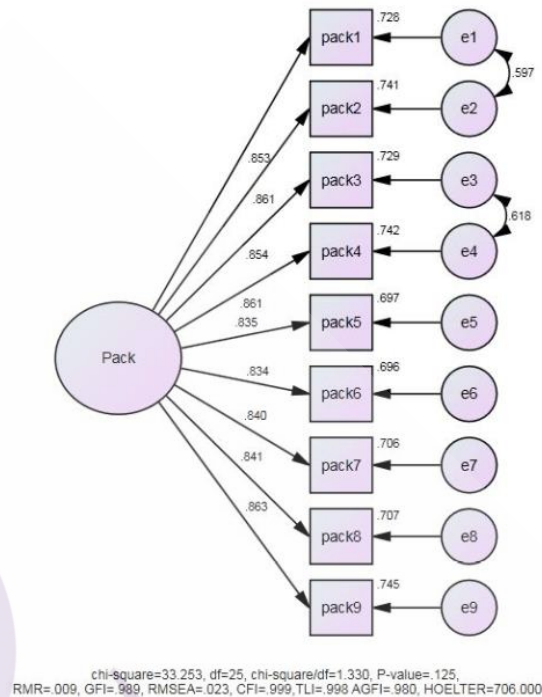 .728
pack1
e1
.597
.741
pack2
e2
.853
.729
pack3
e3
.861
.618
.742
pack4
e4
.854
.861
.697
.835
pack5
e5
Pack
.696
.834
pack6
e6
.840
.706
pack7
e7
.841
.707
pack8
e8
.863
.745
pack9
e9
chi-square=33.253, df=25, chi-square/df=1.330, P-value=.125,
RMR=.009, GFI=.989, RMSEA=.023, CFI=.999,TLI=.998 AGFI=.980, HOELTER=706.000